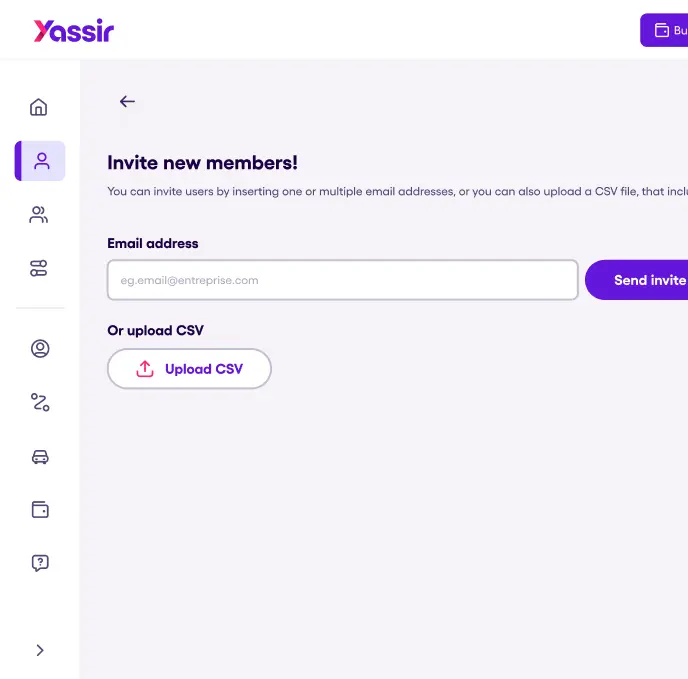 Yassir
Bu
Invite new members!
You can invite users by inserting one or multiple email addresses, or you can also upload a CSV file, that inclu
Email address
eg.email@entreprise.com
Send invite
Or upload CSV
Upload CSV